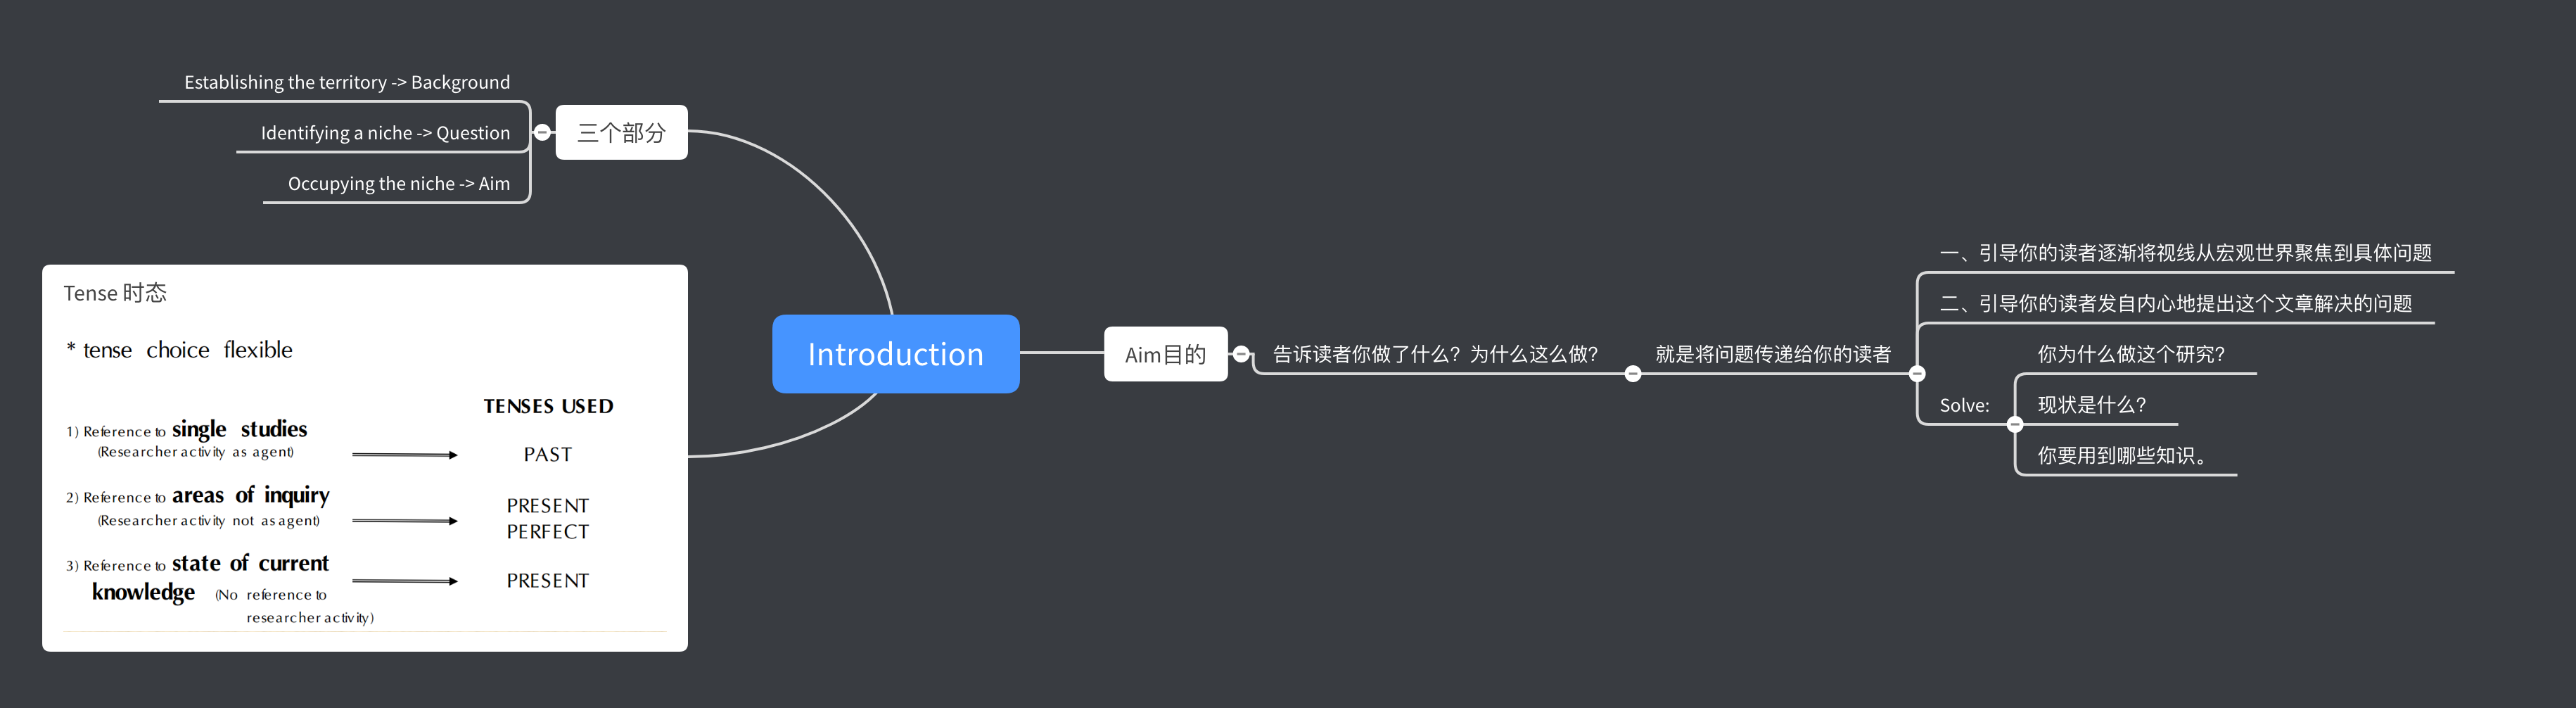 Establishing the territory -> Background
Identifying a niche -> Question
Occupying the niche -> Aim
三个部分
Tense 时态
* tense choice flexible
TENSES USED
1) Reference to single studies
(Researcher activity as agent)
PAST
2) Reference to areas of inquiry
(Researcher activity not as agent)
PRESENT
PERFECT
3) Reference to state of current
knowledge (No reference to
researcher activity)
PRESENT
Introduction
Aim目的
告诉读者你做了什么？为什么这么做？
就是将问题传递给你的读者
一、引导你的读者逐渐将视线从宏观世界聚焦到具体问题
二、引导你的读者发自内心地提出这个文章解决的问题
Solve:
你为什么做这个研究？
现状是什么？
你要用到哪些知识。